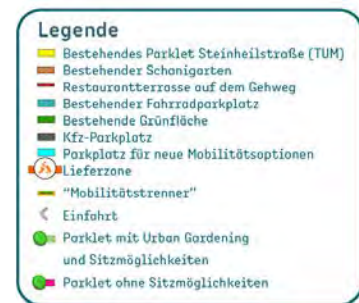 Legende
Bestehendes Parklet Steinheilstraße (TUM)
Bestehender Schanigarten
Restaurantterrasse auf dem Gehweg
Bestehender Fahrradparkplatz
Bestehende Grünfläche
Kfz-Parkplatz
Parkplatz für neue Mobilitätsoptionen
Lieferzone
"Mobilitätstrenner"
Einfahrt
Parklet mit Urban Gardening
und Sitzmöglichkeiten
Parklet ohne Sitzmöglichkeiten